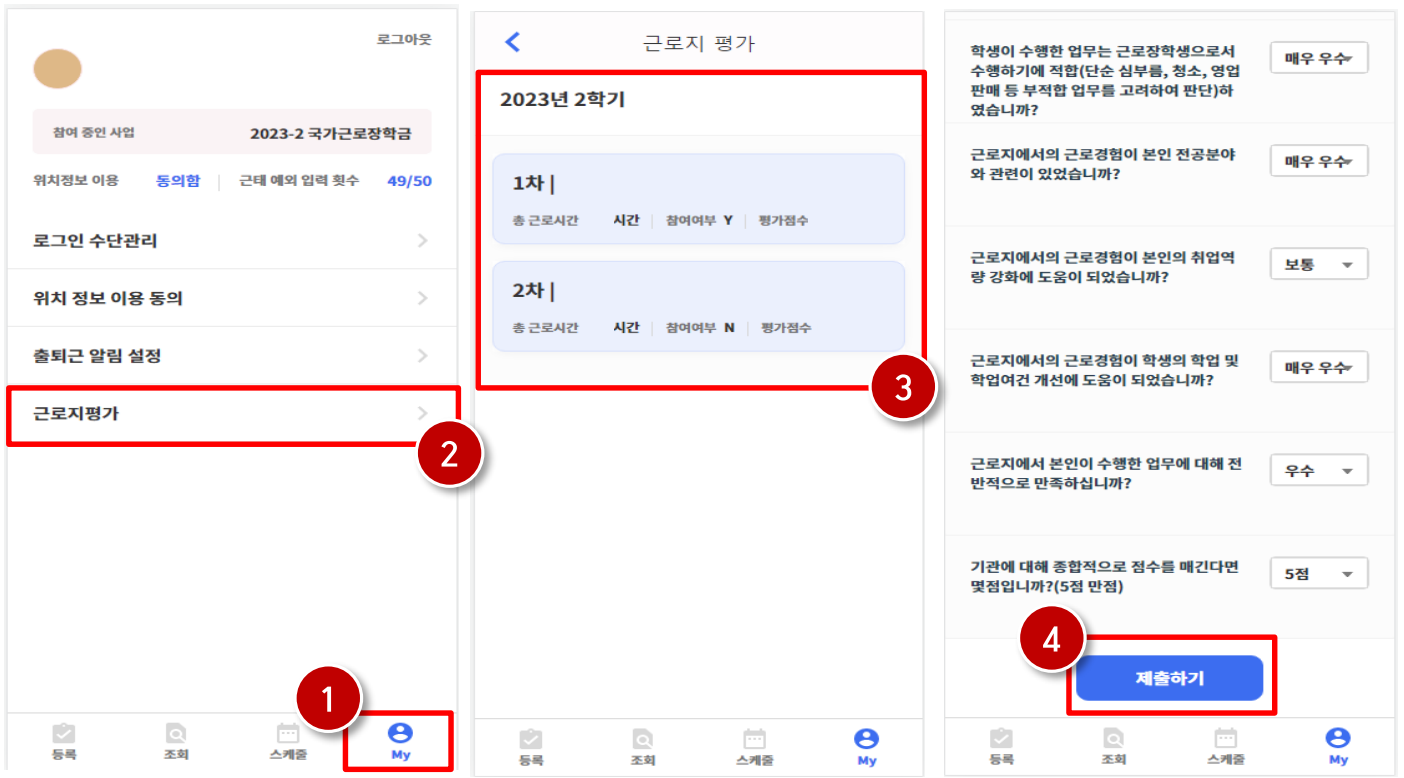 로그아웃
참여 중인 사업 2023-2 국가근로장학금
위치정보 이용 동의함 근태 예외 입력 횟수 49/50
로그인 수단관리
위치 정보 이용 동의
출퇴근 알림 설정
근로지평가
2
1
등록 조회 스케줄 My
근로지 평가
2023년 2학기
1차 |
총 근로시간 시간 참여여부 Y 평가점수
2차 |
총 근로시간 시간 참여여부 N 평가점수
3
등록 조회 스케줄 My
학생이 수행한 업무는 근로장학생으로서
수행하기에 적합(단순 심부름, 청소, 영업
판매 등 부적합 업무를 고려하여 판단)하
였습니까?
매우 우수
근로지에서의 근로경험이 본인 전공분야
와 관련이 있었습니까?
매우 우수
근로지에서의 근로경험이 본인의 취업역
량 강화에 도움이 되었습니까?
보통
근로지에서의 근로경험이 학생의 학업 및
학업여건 개선에 도움이 되었습니까?
매우 우수
근로지에서 본인이 수행한 업무에 대해 전
반적으로 만족하십니까?
우수
기관에 대해 종합적으로 점수를 매긴다면
몇점입니까?(5점 만점)
5점
4
제출하기
등록 조회 스케줄 My